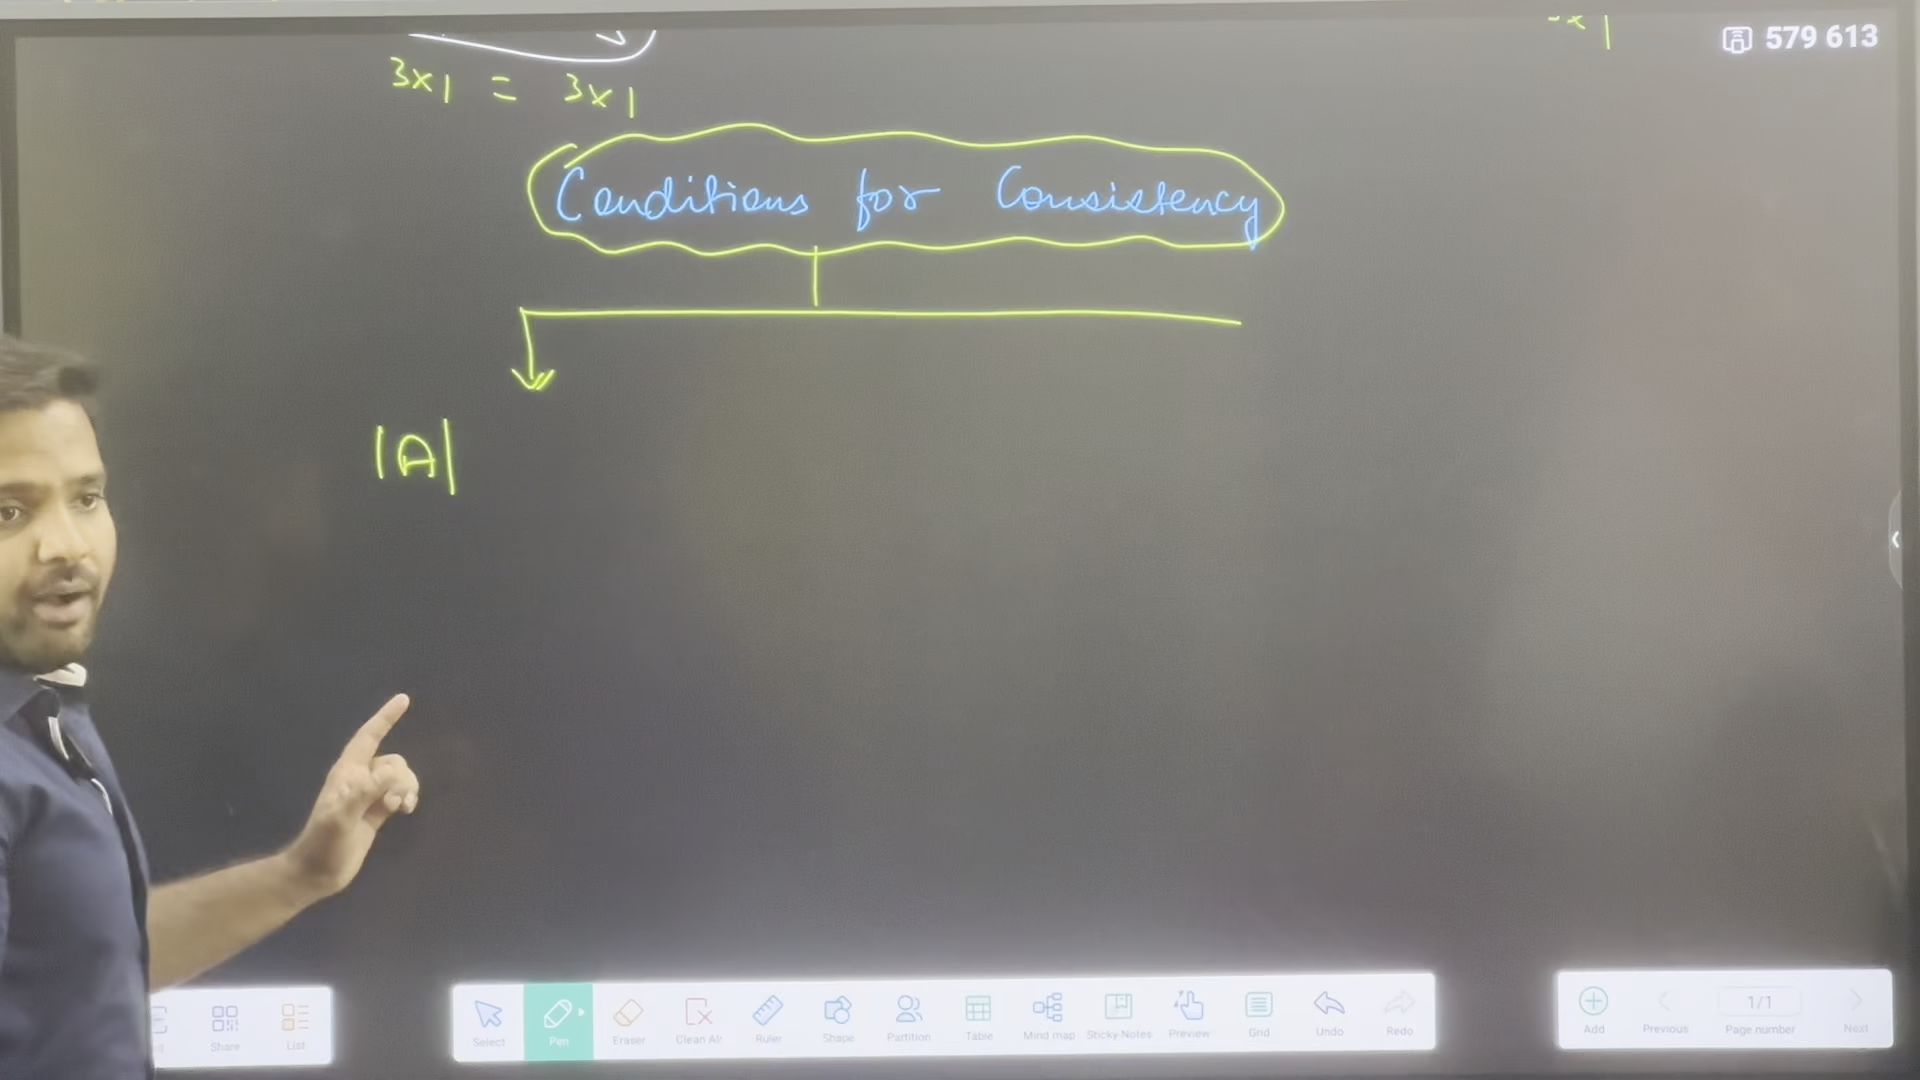 579 613
3x1 = 3x1
Conditions for Consistency
|A|
Share
List
Select
Pen
Eraser
Clean All
Ruler
Shape
Partition
Table
Mind map
Sticky Notes
Preview
Grid
Undo
Redo
Add
Previous
1/1
Page number
Next